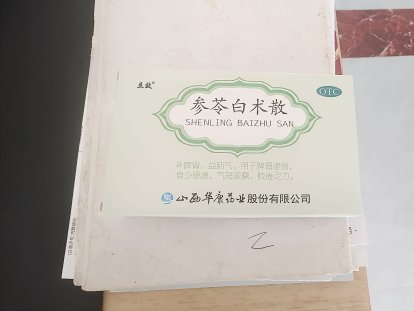 立效
OTC
参苓白术散
SHENLING BAIZHU SAN
补脾胃，益肺气。用于脾胃虚弱，
食少便溏，气短咳嗽，肢倦乏力。
山西华康药业股份有限公司
Z